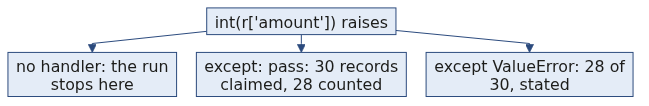 int(r['amount']) raises
no handler: the run
stops here
except: pass: 30 records
claimed, 28 counted
except ValueError: 28 of
30, stated